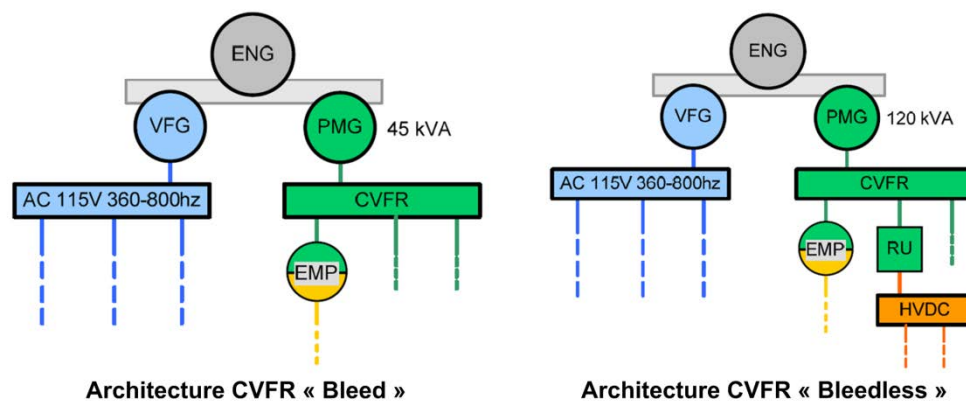 ENG
VFG
PMG
45 kVA
AC 115V 360-800hz
CVFR
EMP
Architecture CVFR « Bleed »
ENG
VFG
PMG
120 kVA
AC 115V 360-800hz
CVFR
EMP
RU
HVDC
Architecture CVFR « Bleedless »